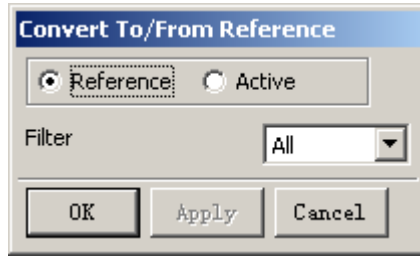 Convert To/From Reference
Reference Active
Filter All
OK Apply Cancel